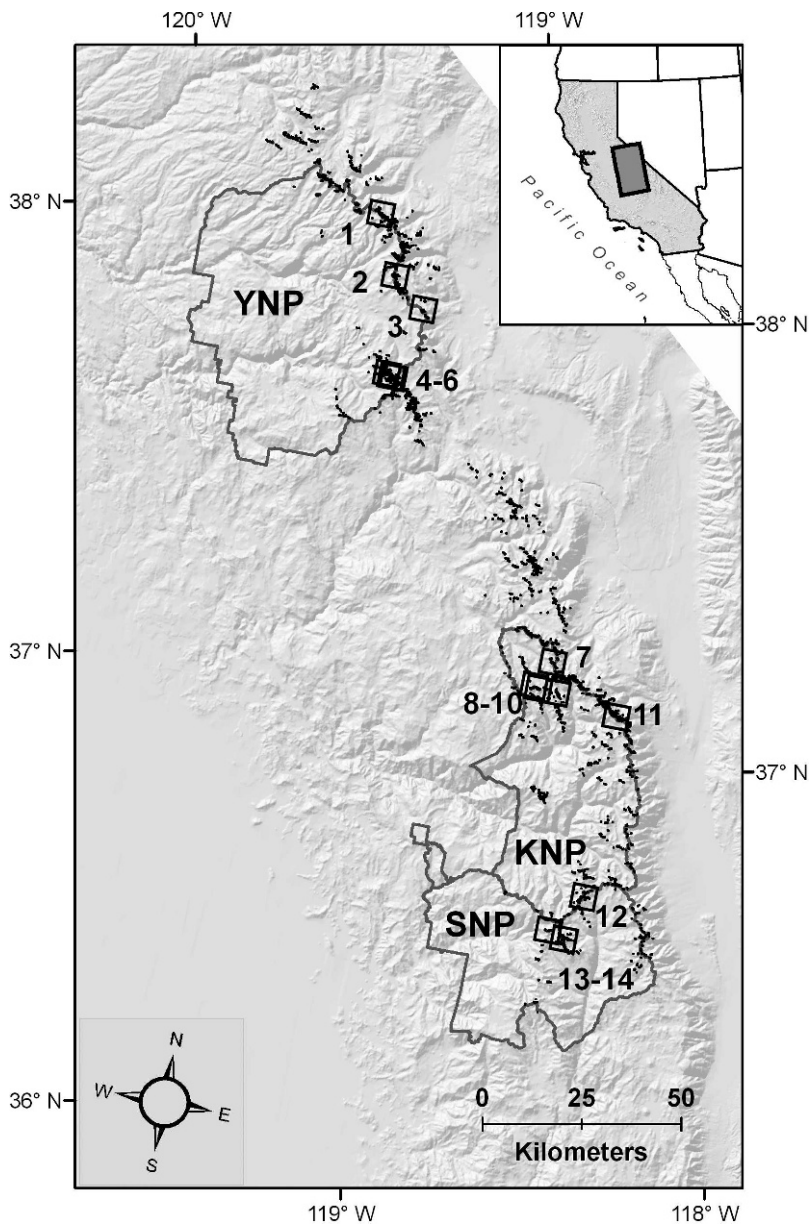 120° W
119° W
38° N
1
2
YNP
3
4-6
Pacific Ocean
38° N
37° N
7
8-10
11
37° N
KNP
SNP
12
13-14
N
W
E
S
36° N
0 25 50
Kilometers
119° W
118° W